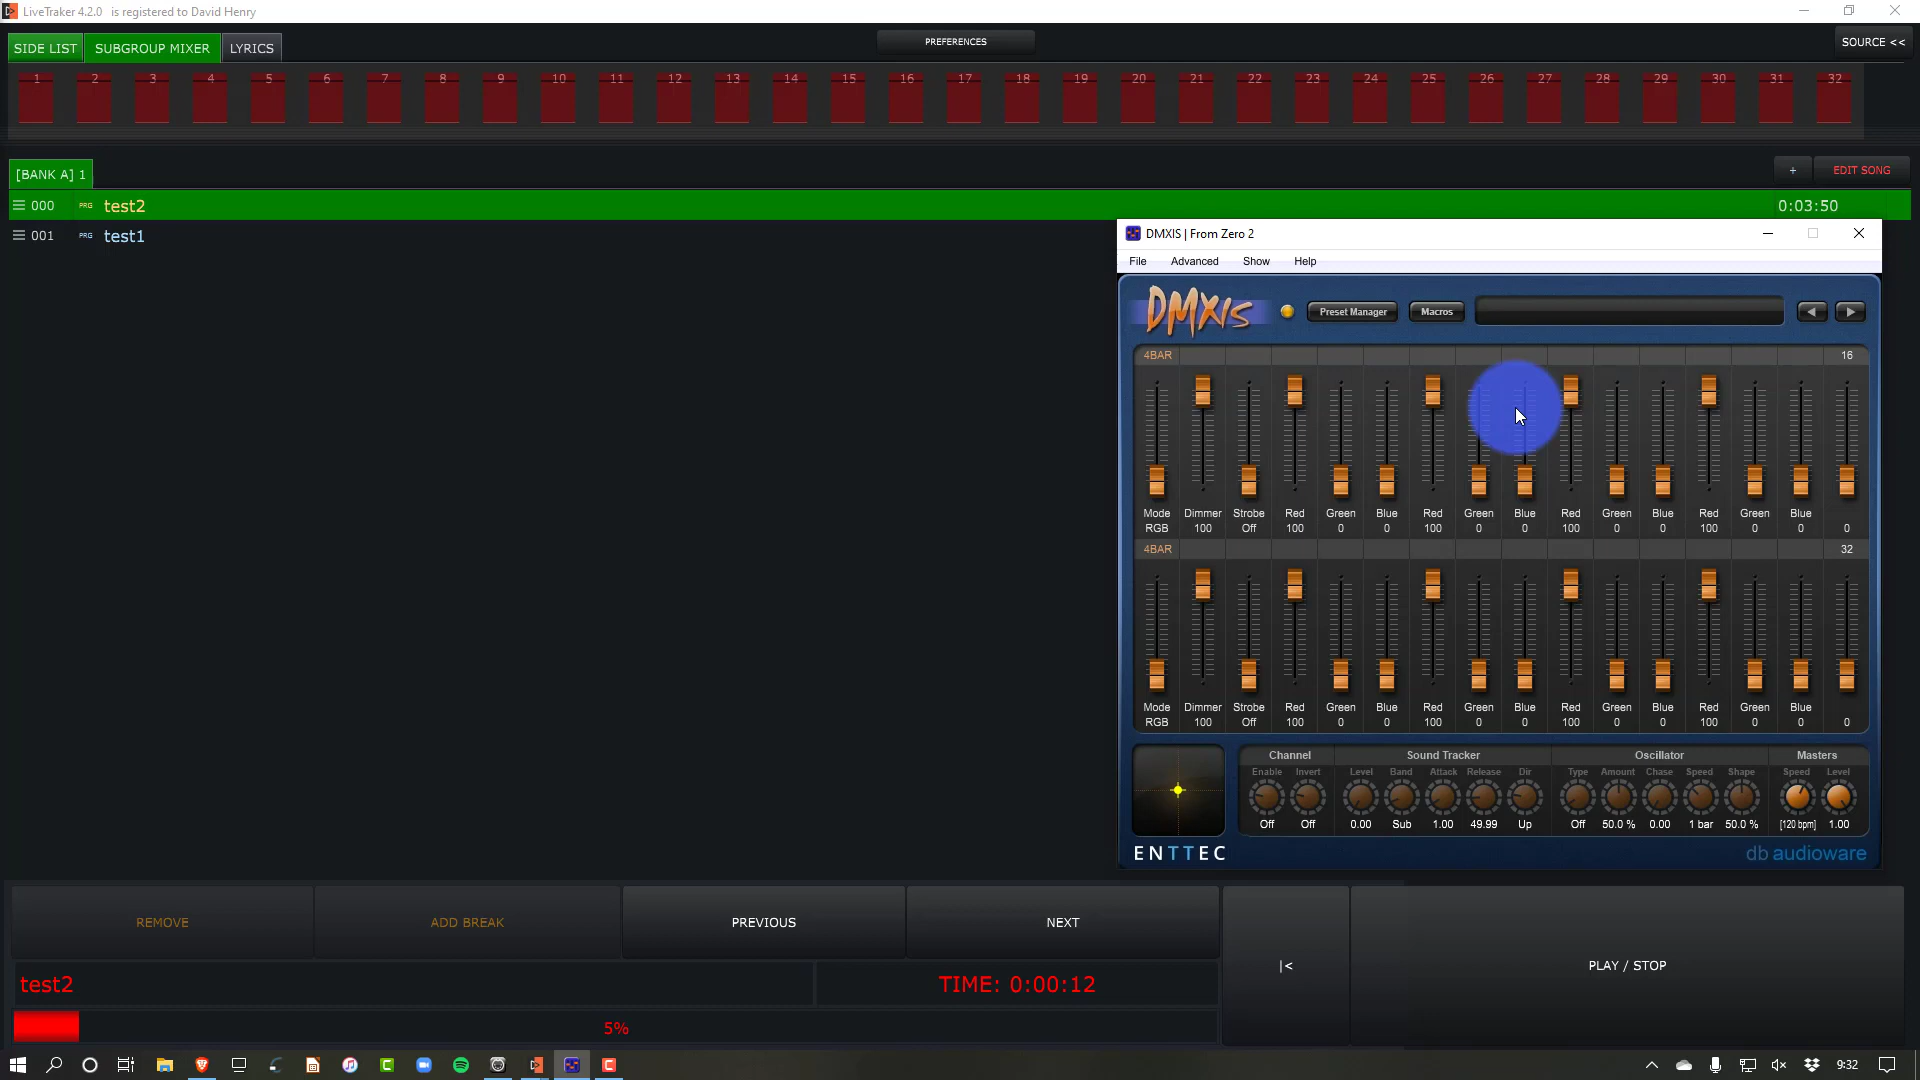 LiveTraker 4.2.0   is registered to David Henry
SIDE LIST SUBGROUP MIXER LYRICS PREFERENCES SOURCE <<
1 2 3 4 5 6 7 8 9 10 11 12 13 14 15 16 17 18 19 20 21 22 23 24 25 26 27 28 29 30 31 32
[BANK A] 1 + EDIT SONG
000 PRG test2 0:03:50
001 PRG test1
DMXIS | From Zero 2
File Advanced Show Help
DMXIS Preset Manager Macros
4BAR 16
Mode Dimmer Strobe Red Green Blue Red Green Blue Red Green Blue Red Green Blue
RGB 100 Off 100 0 0 100 0 0 100 0 0 100 0 0 0
4BAR 32
Mode Dimmer Strobe Red Green Blue Red Green Blue Red Green Blue Red Green Blue
RGB 100 Off 100 0 0 100 0 0 100 0 0 100 0 0 0
Channel Sound Tracker Oscillator Masters
Enable Invert Level Band Attack Release Dir Type Amount Chase Speed Shape Speed Level
Off Off 0.00 Sub 1.00 49.99 Up Off 50.0 % 0.00 1 bar 50.0 % [120 bpm] 1.00
ENTTEC db audioware
REMOVE ADD BREAK PREVIOUS NEXT |< PLAY / STOP
test2 TIME: 0:00:12
5%
9:32